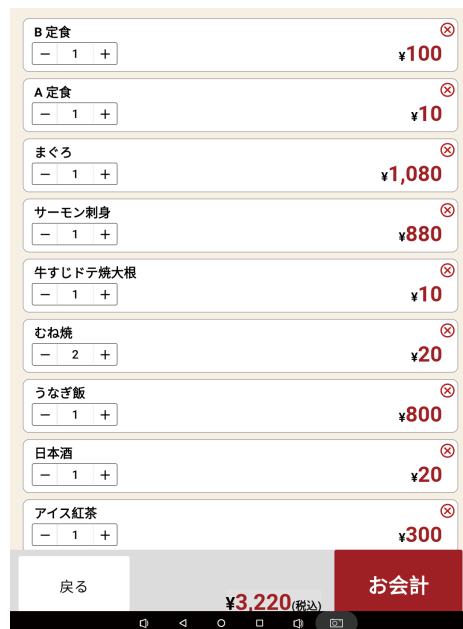 B 定食
− 1 +
¥100
A 定食
− 1 +
¥10
まぐろ
− 1 +
¥1,080
サーモン刺身
− 1 +
¥880
牛すじドテ焼大根
− 1 +
¥10
むね焼
− 2 +
¥20
うなぎ飯
− 1 +
¥800
日本酒
− 1 +
¥20
アイス紅茶
− 1 +
¥300
戻る
¥3,220(税込)
お会計